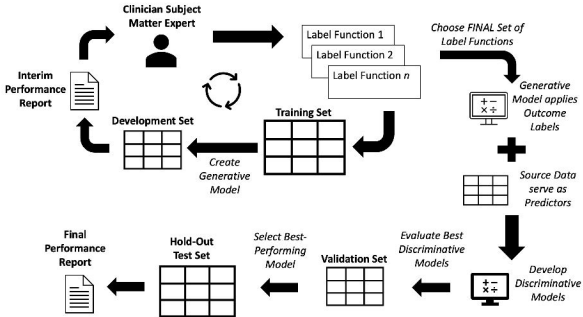 Clinician Subject
Matter Expert
Label Function 1
Label Function 2
Label Function n
Choose FINAL Set of
Label Functions
Interim
Performance
Report
Generative
Model applies
Outcome
Labels
Development Set
Training Set
Create
Generative
Model
Source Data
serve as
Predictors
Final
Performance
Report
Hold-Out
Test Set
Select Best-
Performing
Model
Validation Set
Evaluate Best
Discriminative
Models
Develop
Discriminative
Models